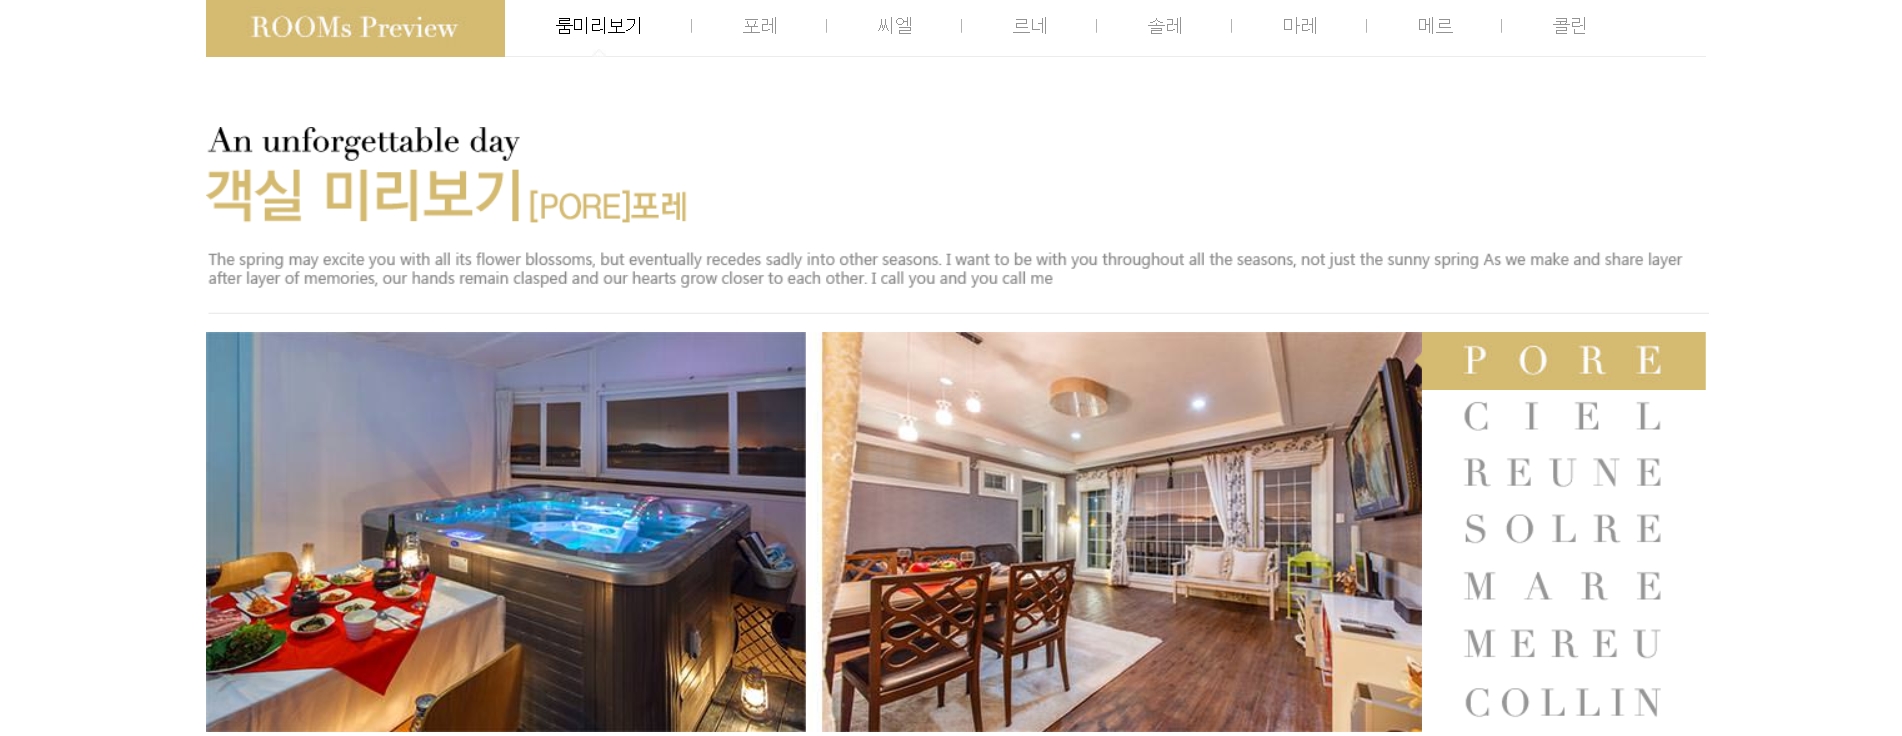 ROOMs Preview 룸미리보기 | 포레 | 씨엘 | 르네 | 솔레 | 마레 | 메르 | 콜린
An unforgettable day
객실 미리보기 [PORE]포레
The spring may excite you with all its flower blossoms, but eventually recedes sadly into other seasons. I want to be with you throughout all the seasons, not just the sunny spring As we make and share layer
after layer of memories, our hands remain clasped and our hearts grow closer to each other. I call you and you call me
PORE
CIEL
REUNE
SOLRE
MARE
MEREU
COLLIN